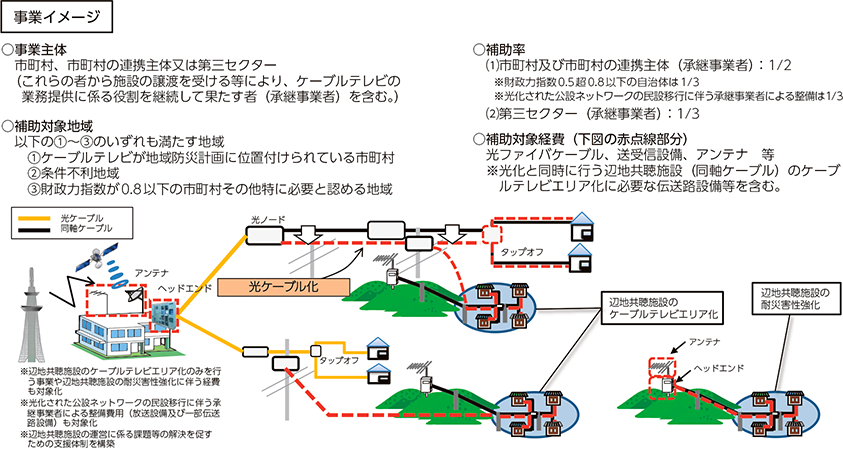 事業イメージ
○事業主体
市町村、市町村の連携主体又は第三セクター
(これらの者から施設の譲渡を受ける等により、ケーブルテレビの
業務提供に係る役割を継続して果たす者（承継事業者）を含む。)
○補助対象地域
以下の①～③のいずれも満たす地域
①ケーブルテレビが地域防災計画に位置付けられている市町村
②条件不利地域
③財政力指数が0.8以下の市町村その他特に必要と認める地域
○補助率
⑴市町村及び市町村の連携主体（承継事業者）：1/2
※財政力指数0.5超0.8以下の自治体は1/3
※光化された公設ネットワークの民設移行に伴う承継事業者による整備は1/3
⑵第三セクター（承継事業者）：1/3
○補助対象経費（下図の赤点線部分）
光ファイバケーブル、送受信設備、アンテナ　等
※光化と同時に行う辺地共聴施設（同軸ケーブル）のケーブ
ルテレビエリア化に必要な伝送路設備等を含む。
光ケーブル
同軸ケーブル
光ノード
アンテナ
ヘッドエンド
光ケーブル化
タップオフ
タップオフ
辺地共聴施設の
ケーブルテレビエリア化
辺地共聴施設の
耐災害性強化
アンテナ
ヘッドエンド
※辺地共聴施設のケーブルテレビエリア化のみを行
う事業や辺地共聴施設の耐災害性強化に伴う経費
も対象化
※光化された公設ネットワークの民設移行に伴う承
継事業者による整備費用（放送設備及び一部伝送
路設備）も対象化
※辺地共聴施設の運営に係る課題等の解決を促す
ための支援体制を構築